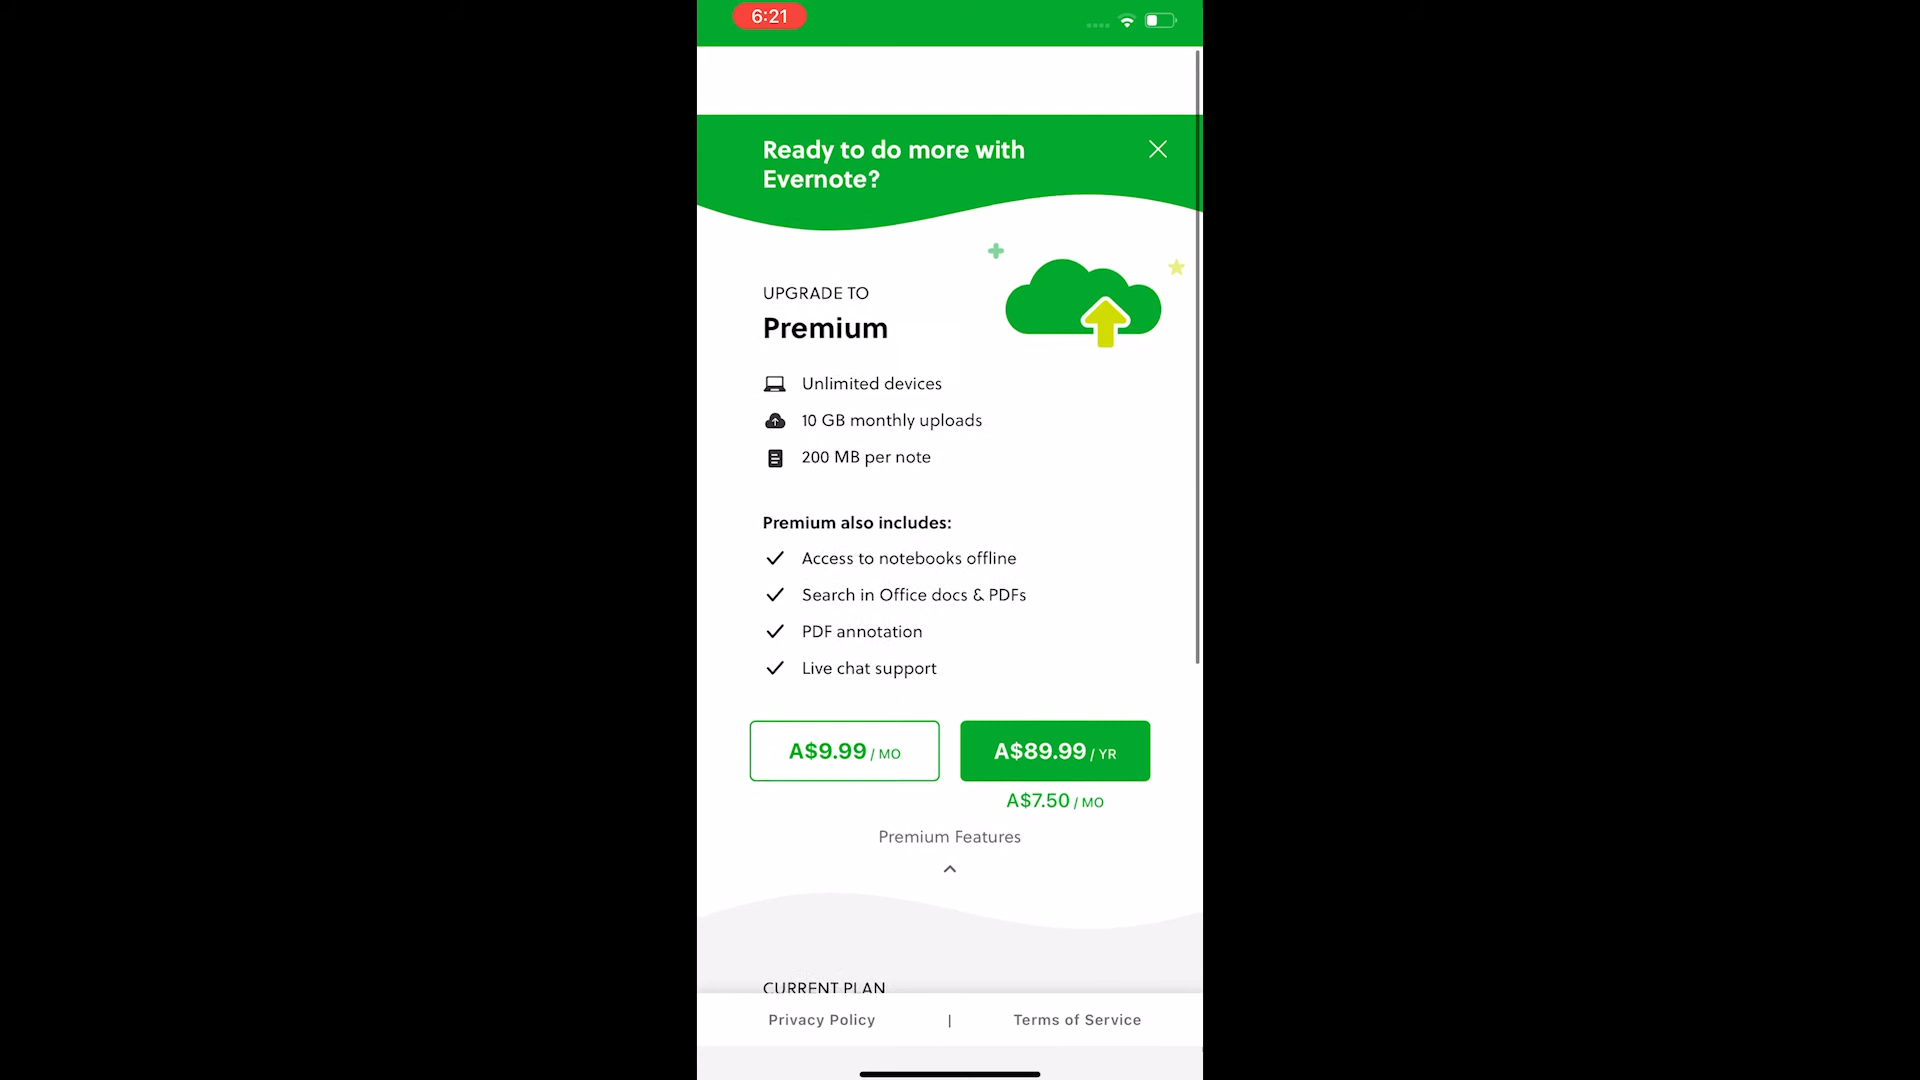 6:21
Ready to do more with
Evernote?
UPGRADE TO
Premium
Unlimited devices
10 GB monthly uploads
200 MB per note
Premium also includes:
Access to notebooks offline
Search in Office docs & PDFs
PDF annotation
Live chat support
A$9.99 / MO
A$89.99 / YR
A$7.50 / MO
Premium Features
CURRENT PLAN
Privacy Policy | Terms of Service